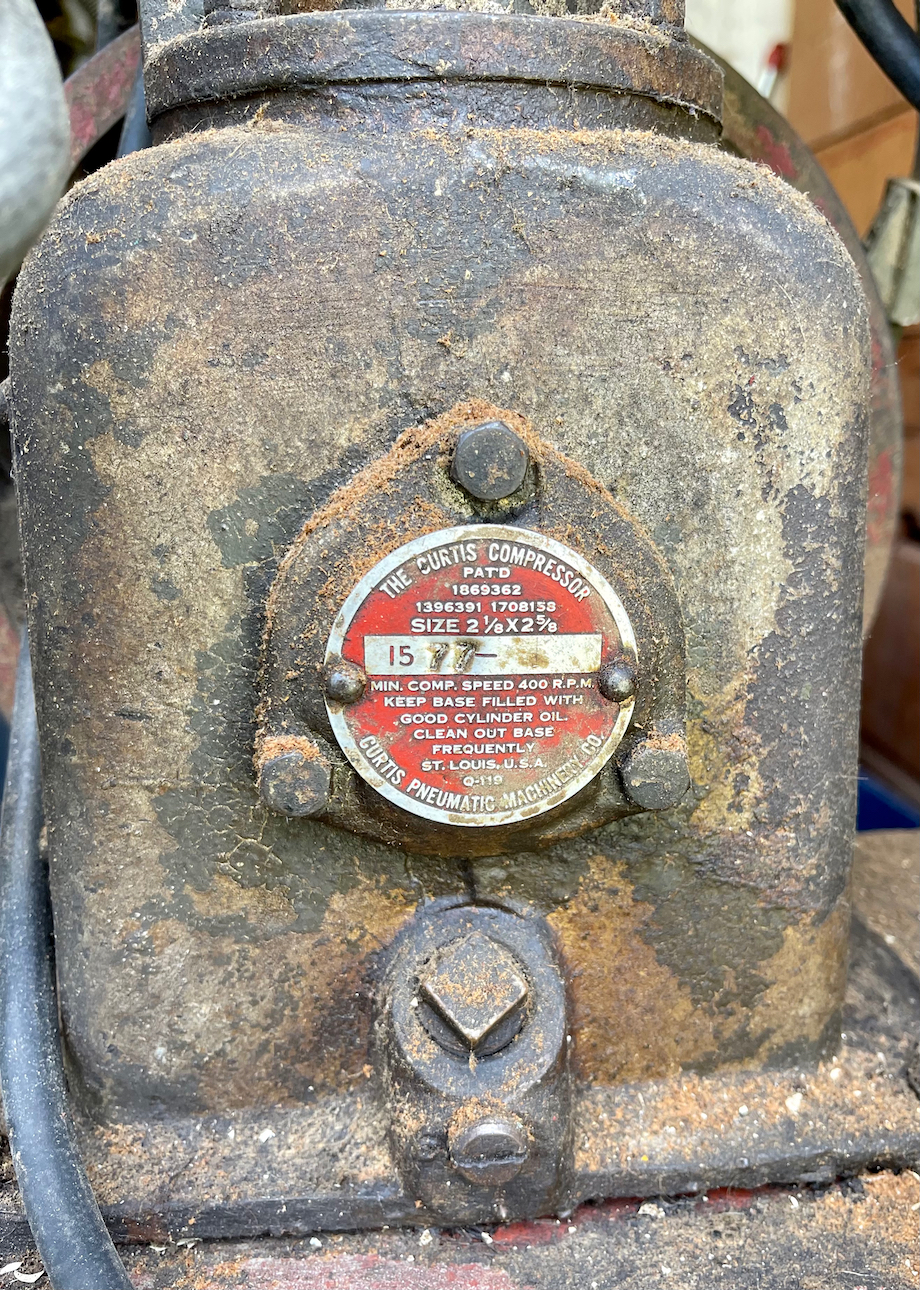 THE CURTIS COMPRESSOR
PAT'D
1869362
1396391 1708158
SIZE 2⅛X2⅝
15 77-
MIN. COMP. SPEED 400 R.P.M.
KEEP BASE FILLED WITH
GOOD CYLINDER OIL.
CLEAN OUT BASE
FREQUENTLY
ST. LOUIS, U.S.A.
Q-119
CURTIS PNEUMATIC MACHINERY CO.